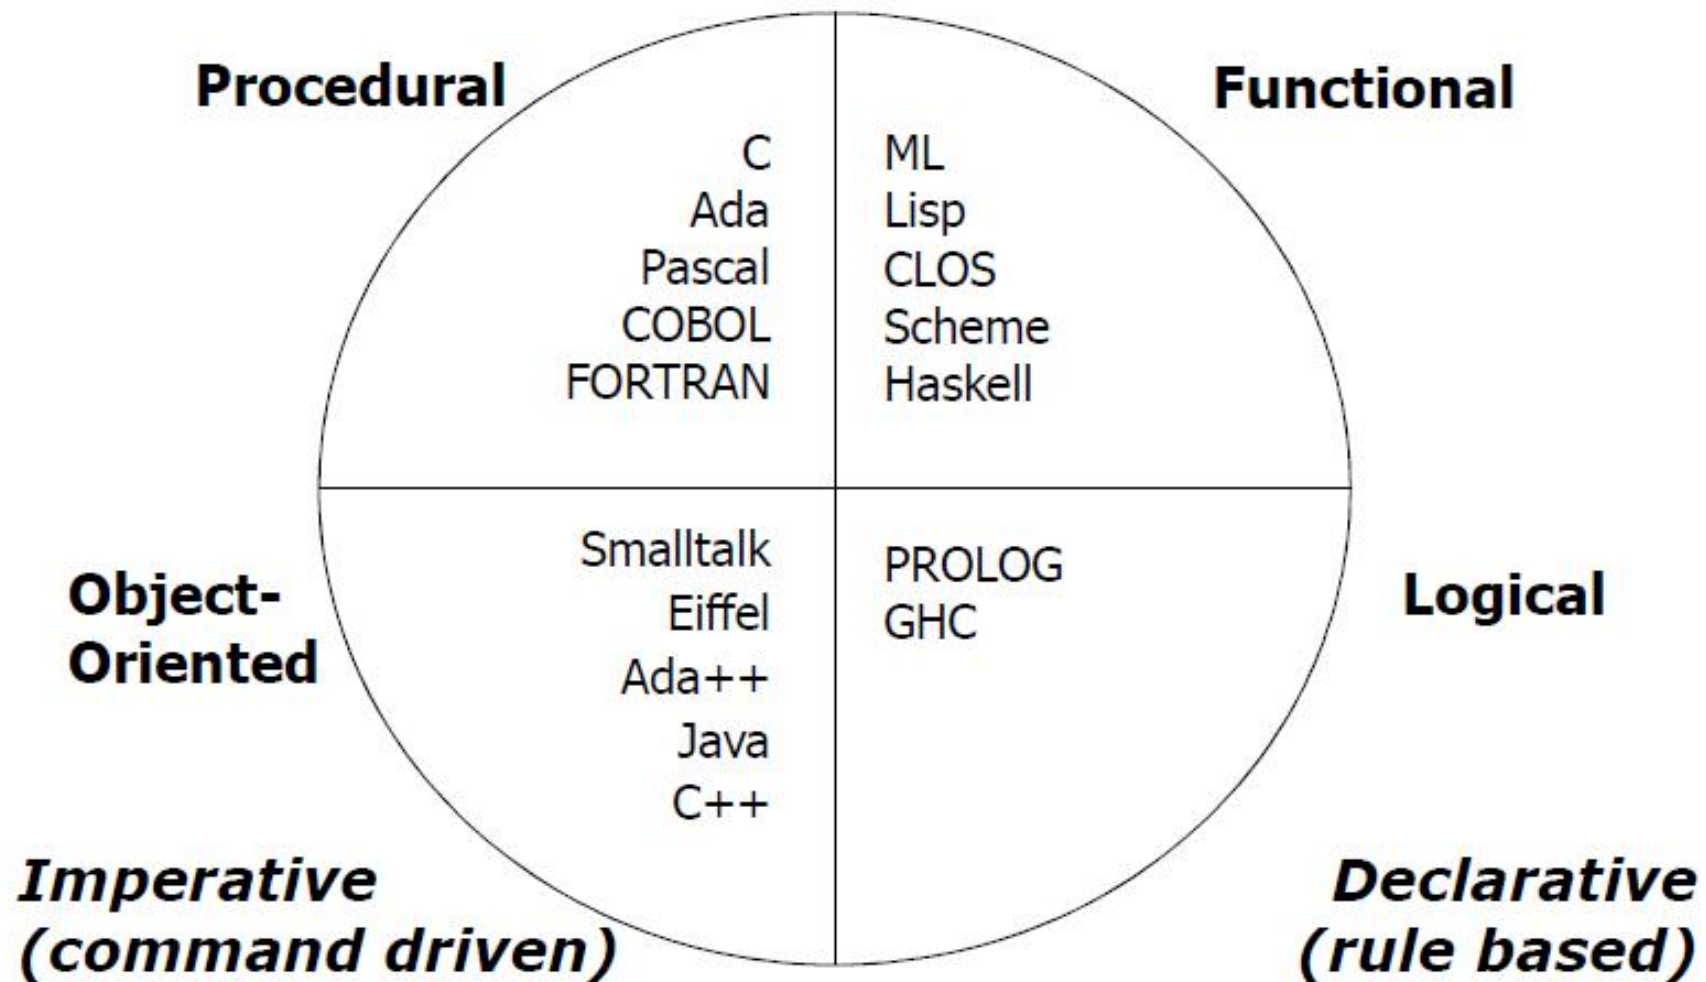 Procedural
C
Ada
Pascal
COBOL
FORTRAN
Functional
ML
Lisp
CLOS
Scheme
Haskell
Object-
Oriented
Smalltalk
Eiffel
Ada++
Java
C++
Logical
PROLOG
GHC
Imperative
(command driven)
Declarative
(rule based)